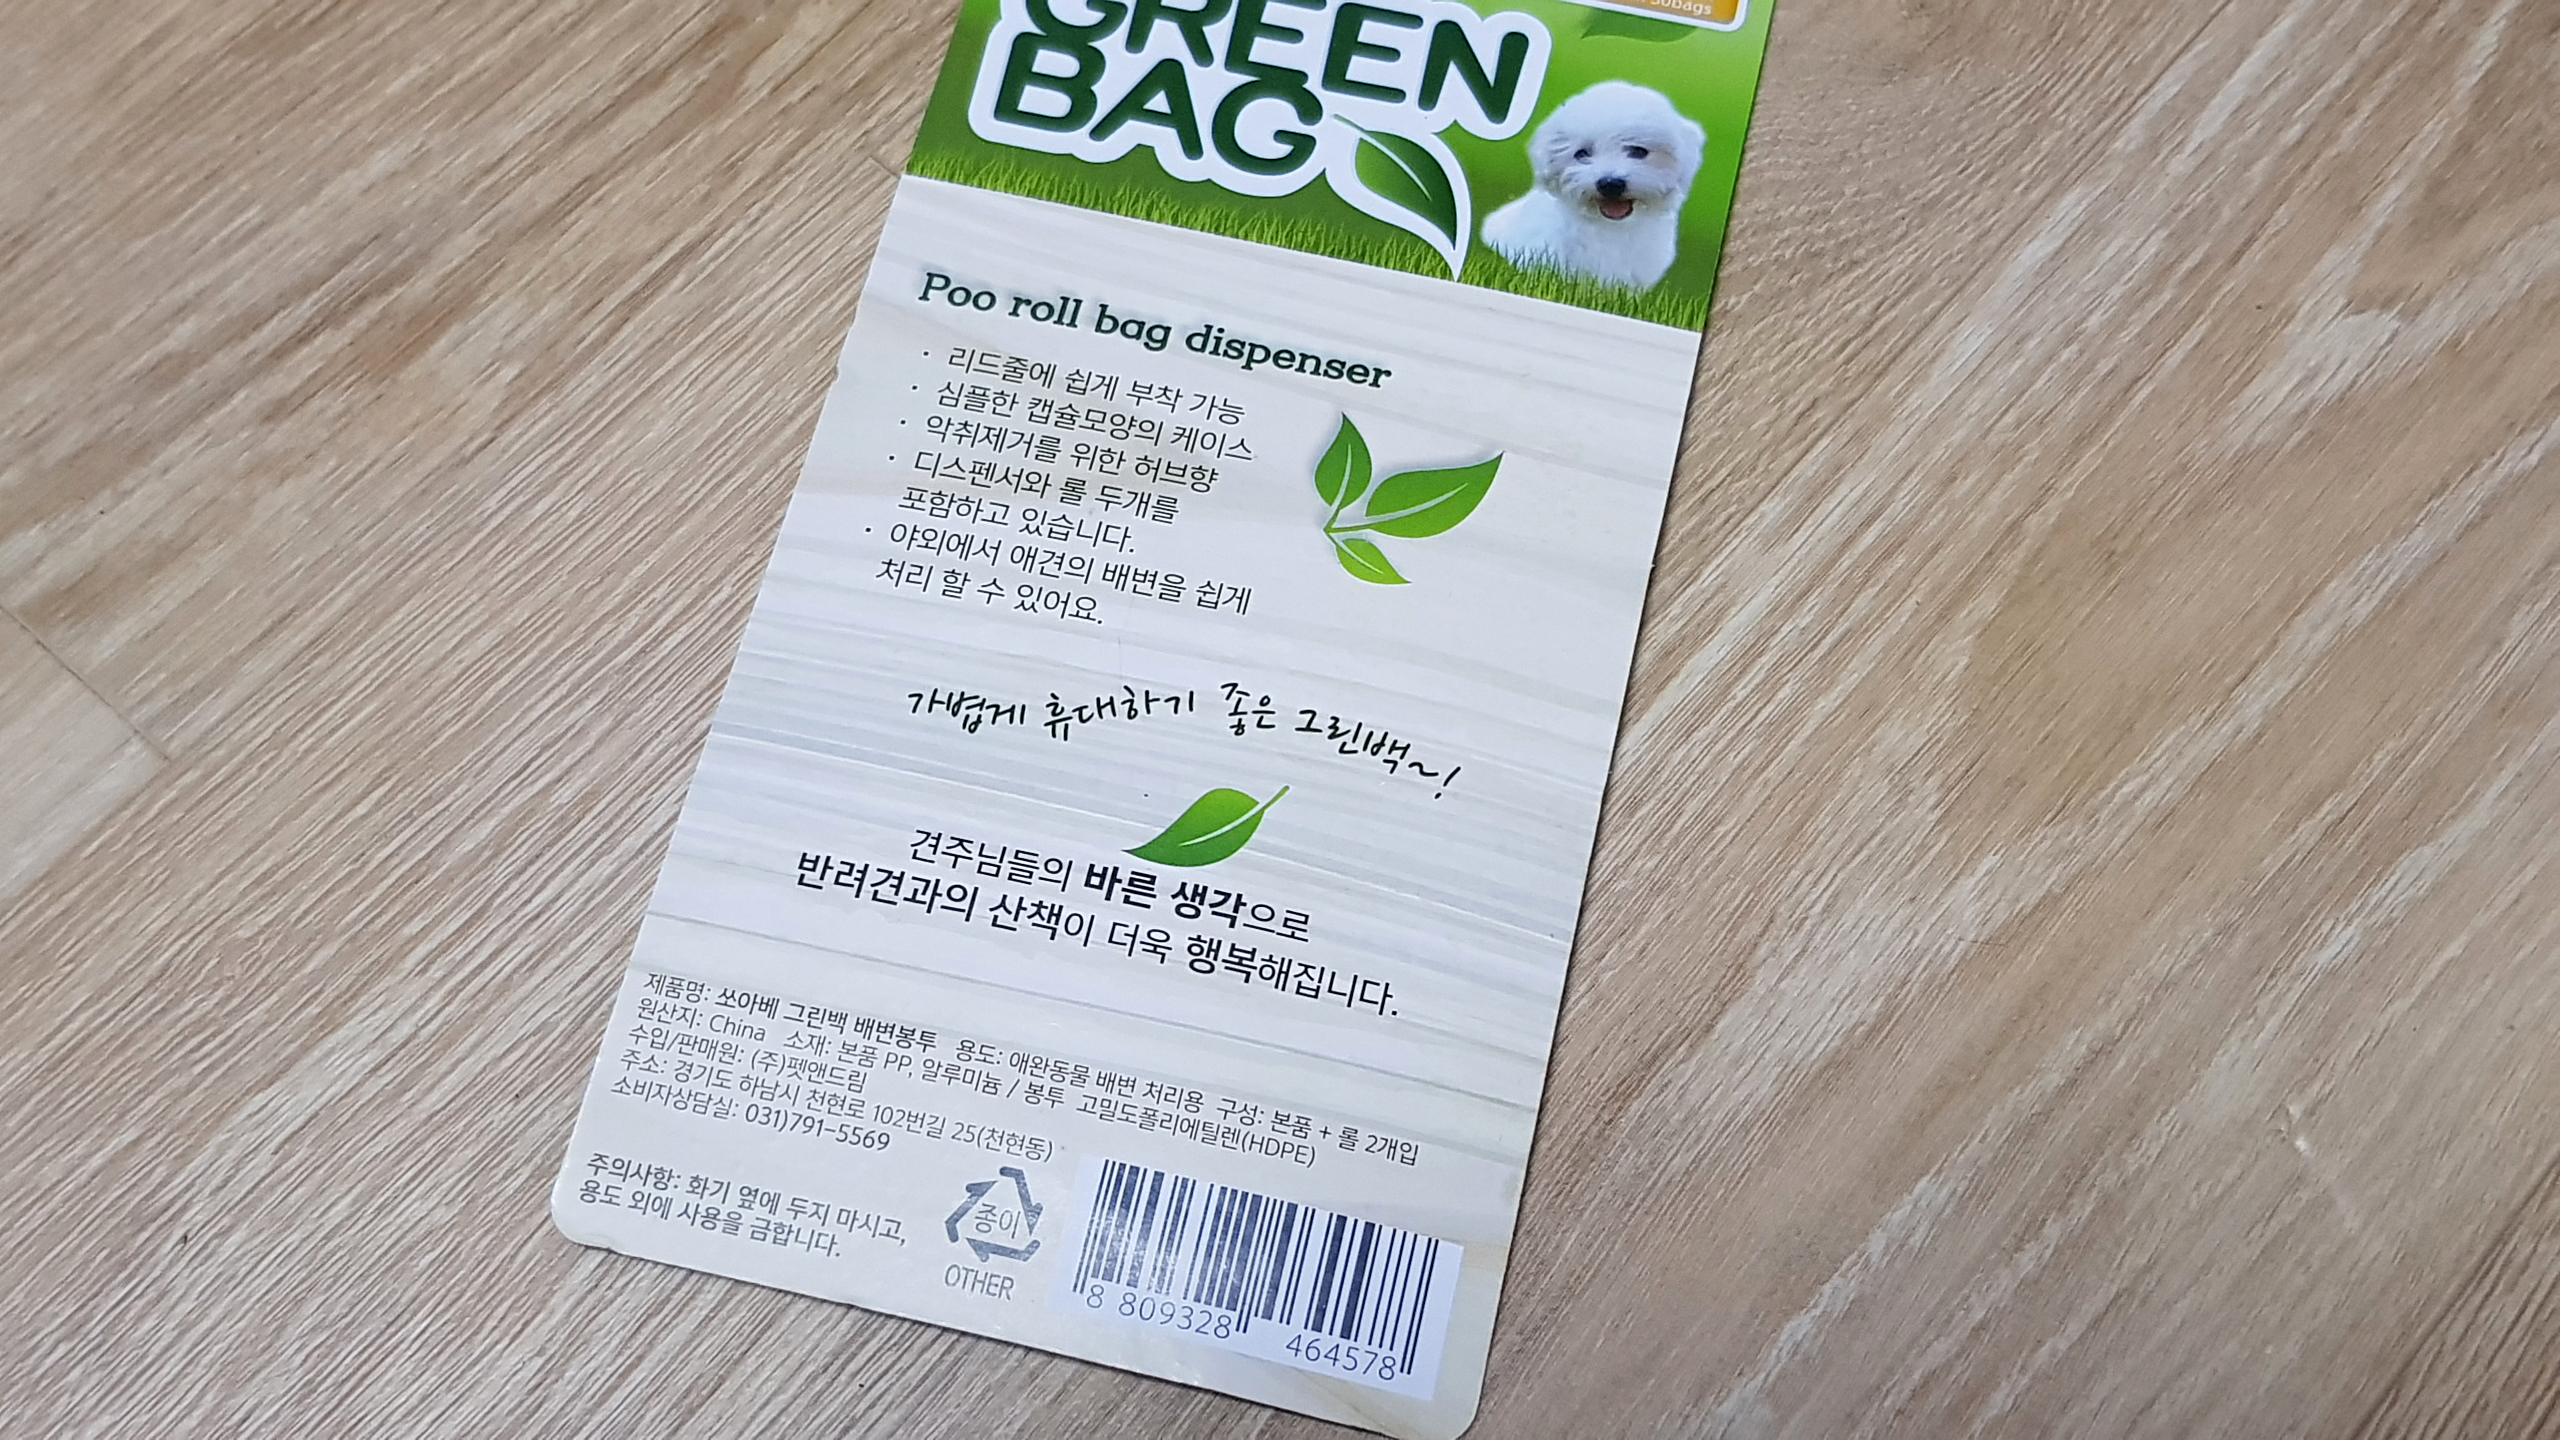 30bags
GREEN
BAG
Poo roll bag dispenser
· 리드줄에 쉽게 부착 가능
· 심플한 캡슐모양의 케이스
· 악취제거를 위한 허브향
· 디스펜서와 롤 두개를
포함하고 있습니다.
· 야외에서 애견의 배변을 쉽게
처리 할 수 있어요.
가볍게 휴대하기 좋은 그린백~!
견주님들의 바른 생각으로
반려견과의 산책이 더욱 행복해집니다.
제품명: 쏘아베 그린백 배변봉투 용도: 애완동물 배변 처리용 구성: 본품 + 롤 2개입
원산지: China 소재: 본품 PP, 알루미늄 / 봉투 고밀도폴리에틸렌(HDPE)
수입/판매원: (주)펫앤드림
주소: 경기도 하남시 천현로 102번길 25(천현동)
소비자상담실: 031)791-5569
주의사항: 화기 옆에 두지 마시고,
용도 외에 사용을 금합니다.
종이
OTHER
8 809328 464578